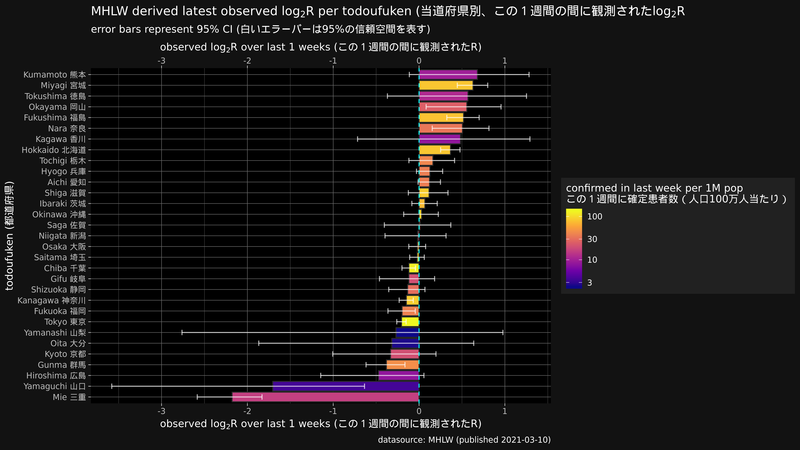 MHLW derived latest observed log₂R per todoufuken (当道府県別、この１週間の間に観測されたlog₂R
error bars represent 95% CI (白いエラーバーは95%の信頼空間を表す)
observed log₂R over last 1 weeks (この１週間の間に観測されたR)
-3 -2 -1 0 1
todoufuken (都道府県)
Kumamoto 熊本
Miyagi 宮城
Tokushima 徳島
Okayama 岡山
Fukushima 福島
Nara 奈良
Kagawa 香川
Hokkaido 北海道
Tochigi 栃木
Hyogo 兵庫
Aichi 愛知
Shiga 滋賀
Ibaraki 茨城
Okinawa 沖縄
Saga 佐賀
Niigata 新潟
Osaka 大阪
Saitama 埼玉
Chiba 千葉
Gifu 岐阜
Shizuoka 静岡
Kanagawa 神奈川
Fukuoka 福岡
Tokyo 東京
Yamanashi 山梨
Oita 大分
Kyoto 京都
Gunma 群馬
Hiroshima 広島
Yamaguchi 山口
Mie 三重
-3 -2 -1 0 1
observed log₂R over last 1 weeks (この１週間の間に観測されたR)
confirmed in last week per 1M pop
この１週間に確定患者数（人口100万人当たり）
100
30
10
3
datasource: MHLW (published 2021-03-10)